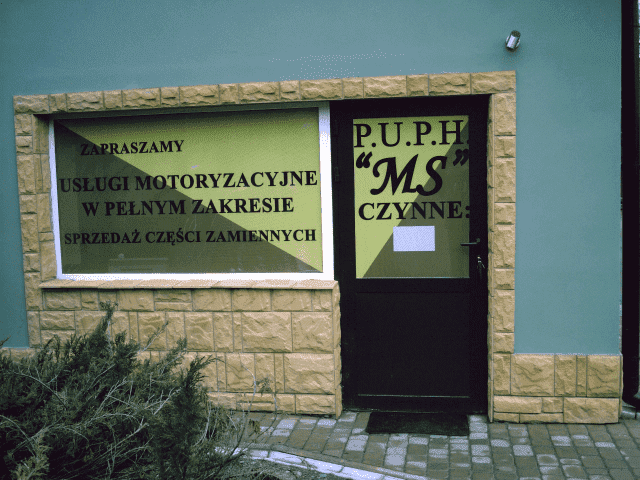 ZAPRASZAMY
USŁUGI MOTORYZACYJNE
W PEŁNYM ZAKRESIE
SPRZEDAŻ CZĘŚCI ZAMIENNYCH
P.U.P.H.
"MS"
CZYNNE: